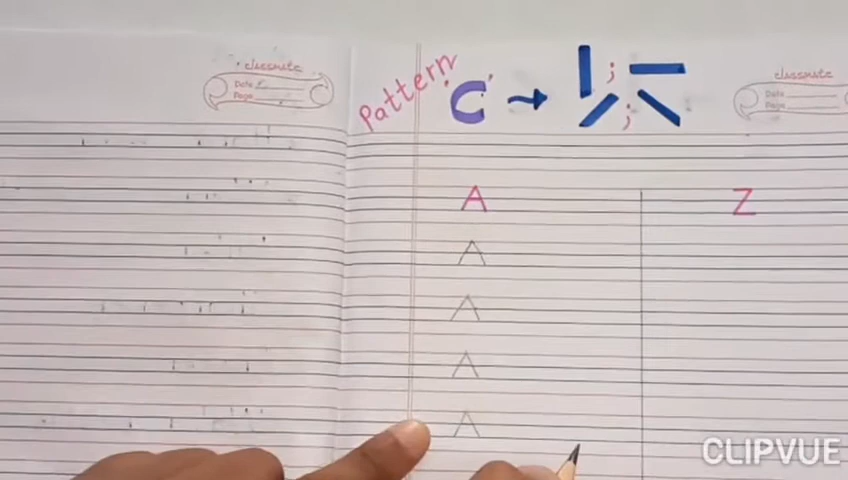 classmate
Date
Page
Pattern 'C' → | ; — / ; \
classmate
Date
Page
A Z
A
A
A
A
CLIPVUE